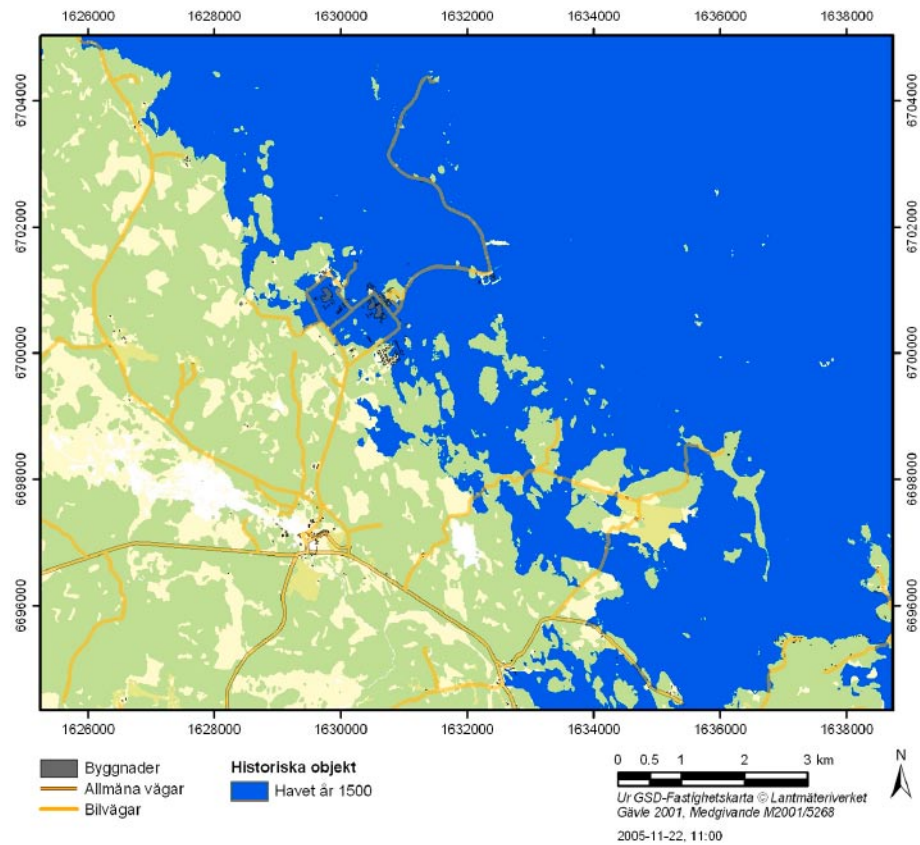 1626000 1628000 1630000 1632000 1634000 1636000 1638000
6704000 6704000
6702000 6702000
6700000 6700000
6698000 6698000
6696000 6696000
1626000 1628000 1630000 1632000 1634000 1636000 1638000
Byggnader
Allmäna vägar
Bilvägar
Historiska objekt
Havet år 1500
0 0.5 1 2 3 km
N
Ur GSD-Fastighetskarta © Lantmäteriverket
Gävle 2001, Medgivande M2001/5268
2005-11-22, 11:00